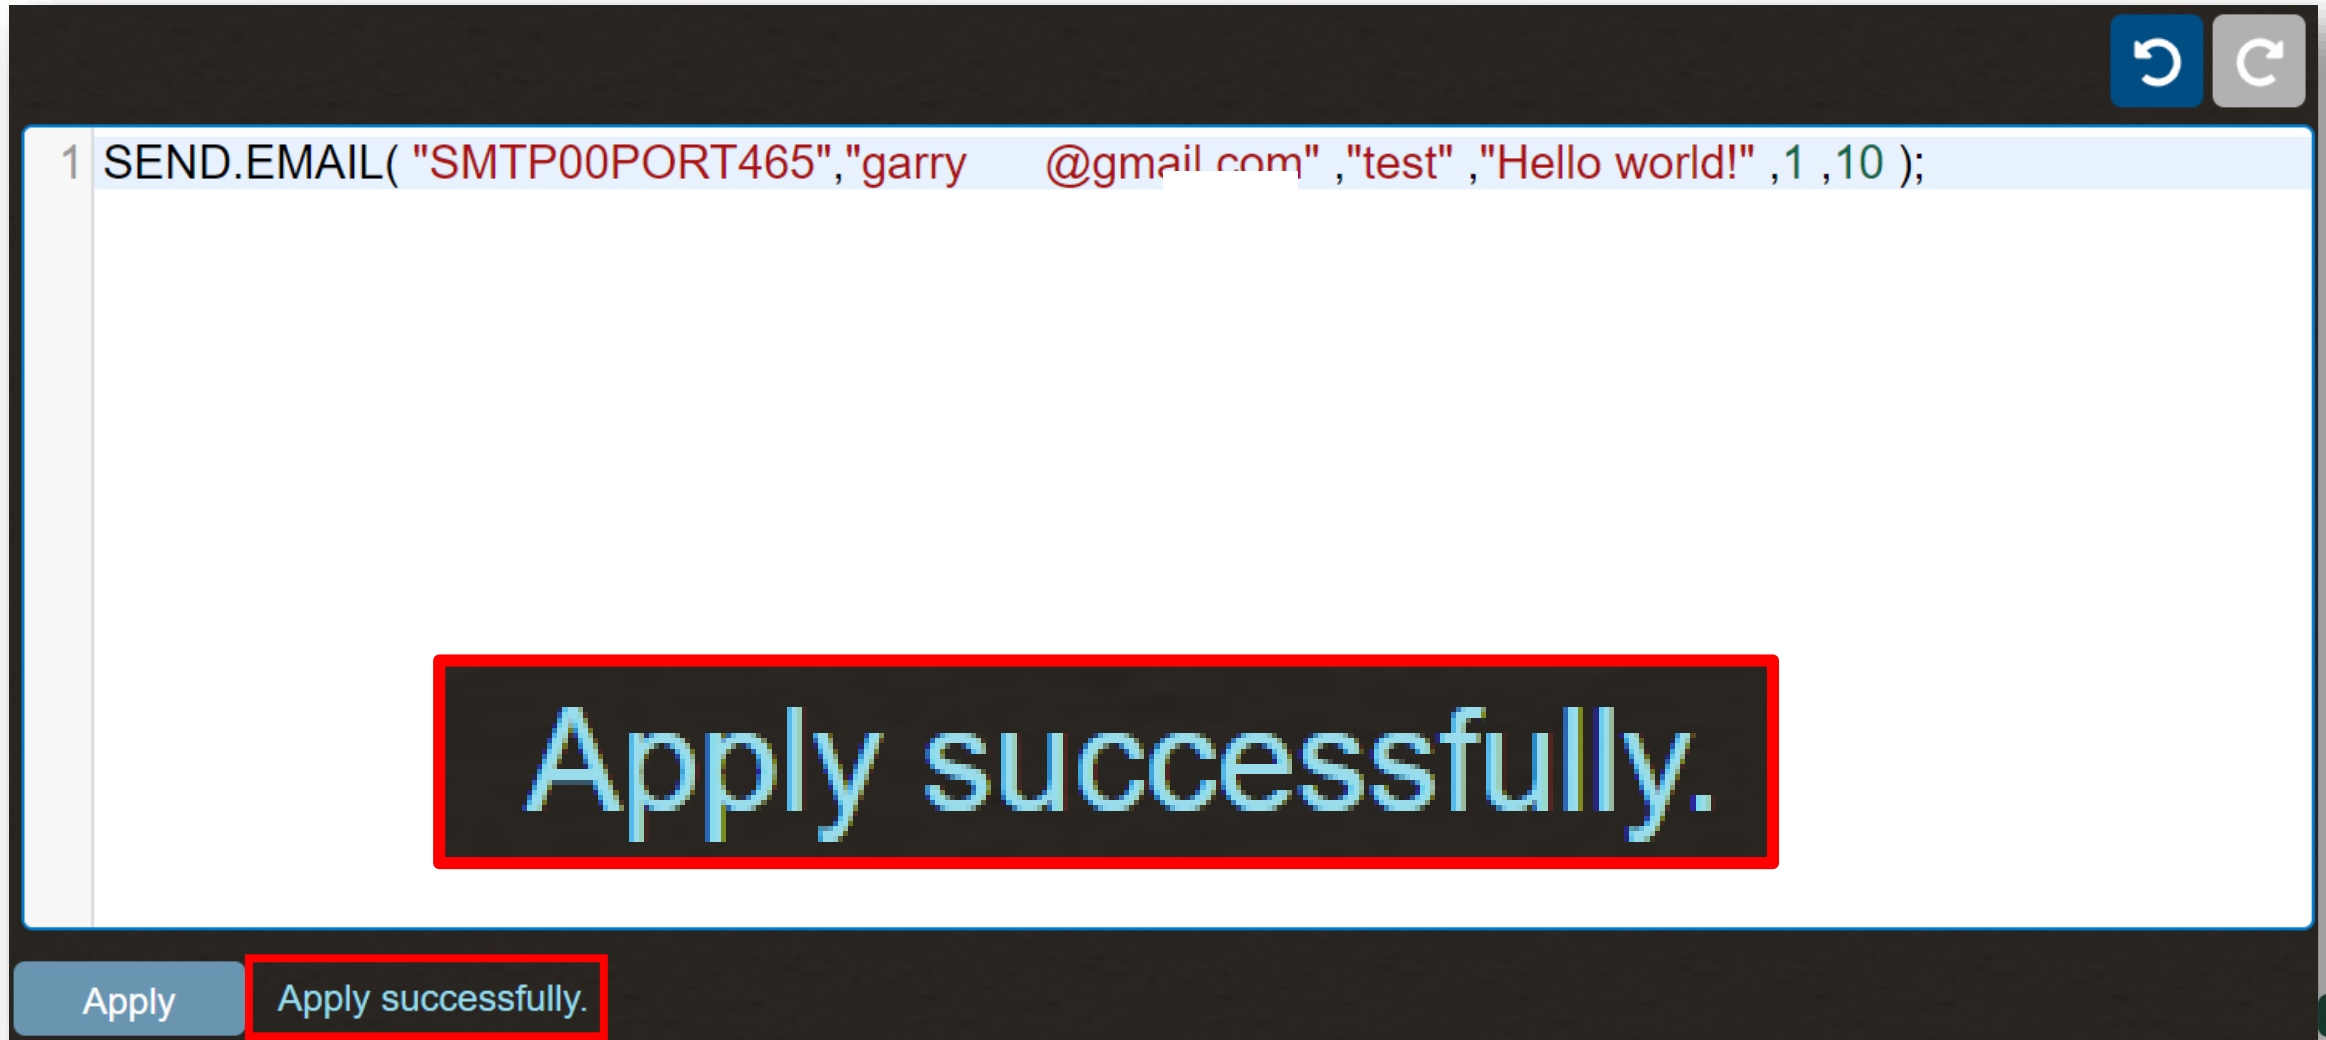 1 SEND.EMAIL( "SMTP00PORT465","garry @gmail.com" ,"test" ,"Hello world!" ,1 ,10 );
Apply successfully.
Apply Apply successfully.